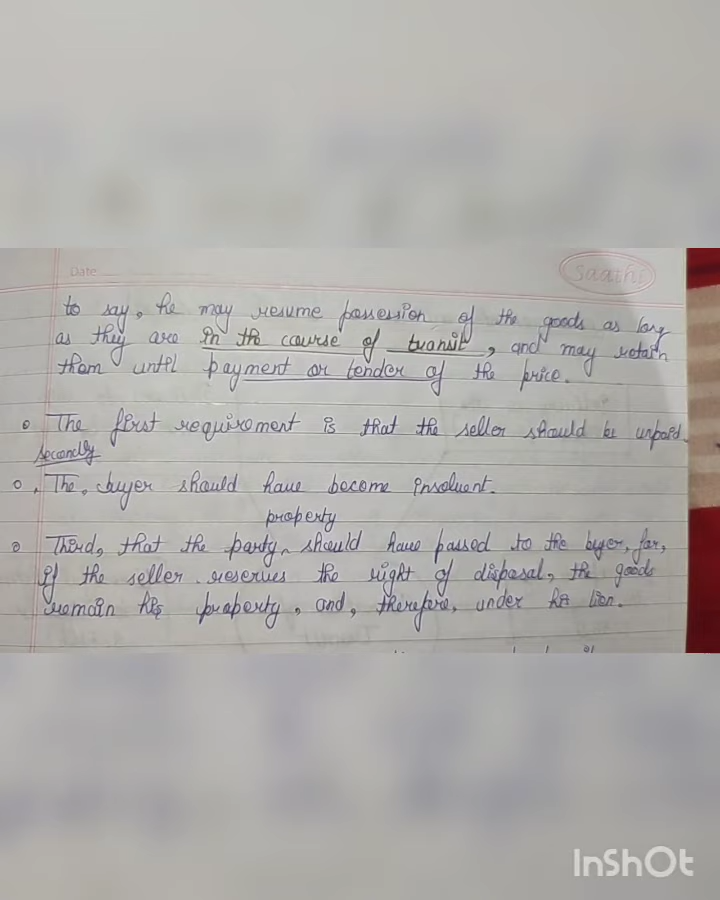 Date
saathi
to say, he may resume possession of the goods as long
as they are in the course of transit, and may retain
them until payment or tender of the price.
The first requirement is that the seller should be unpaid.
secondly
The buyer should have become insolvent.
property
Third, that the party should have passed to the buyer, for,
if the seller reserves the right of disposal, the goods
remain his property, and, therefore, under his lien.
InShOt